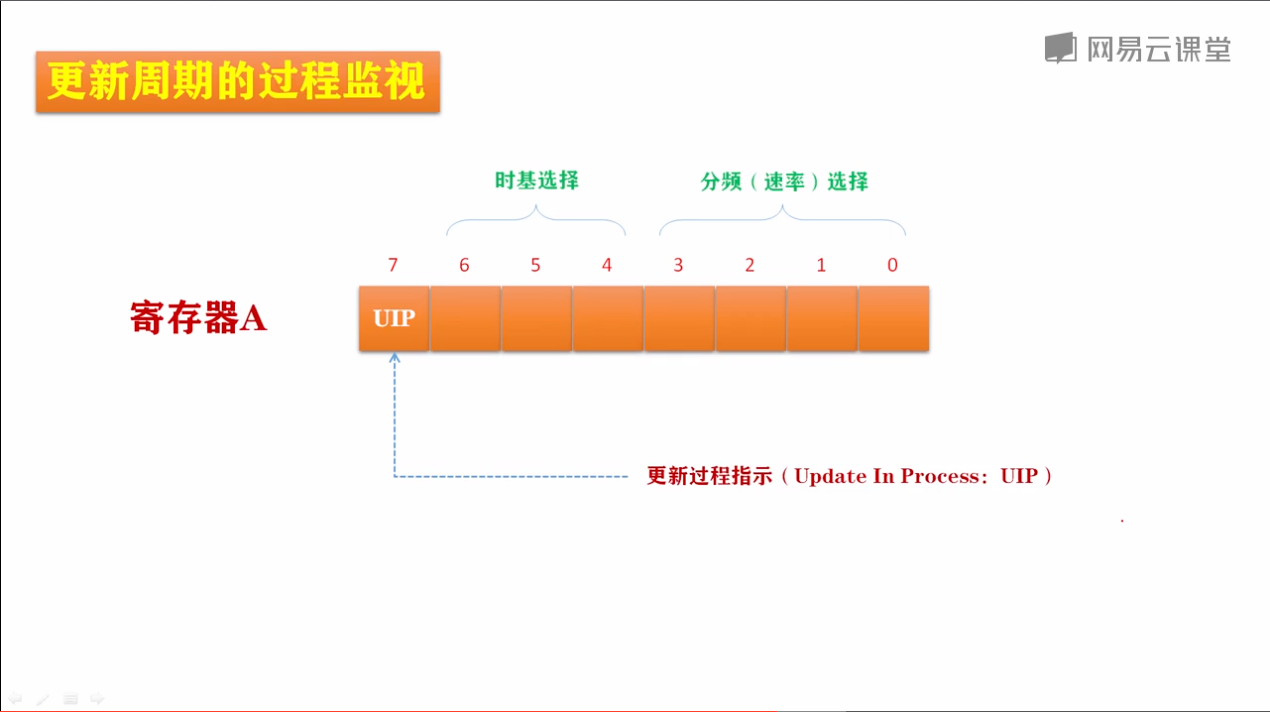 网易云课堂
更新周期的过程监视
时基选择 分频（速率）选择
7 6 5 4 3 2 1 0
寄存器A UIP
更新过程指示（Update In Process：UIP）